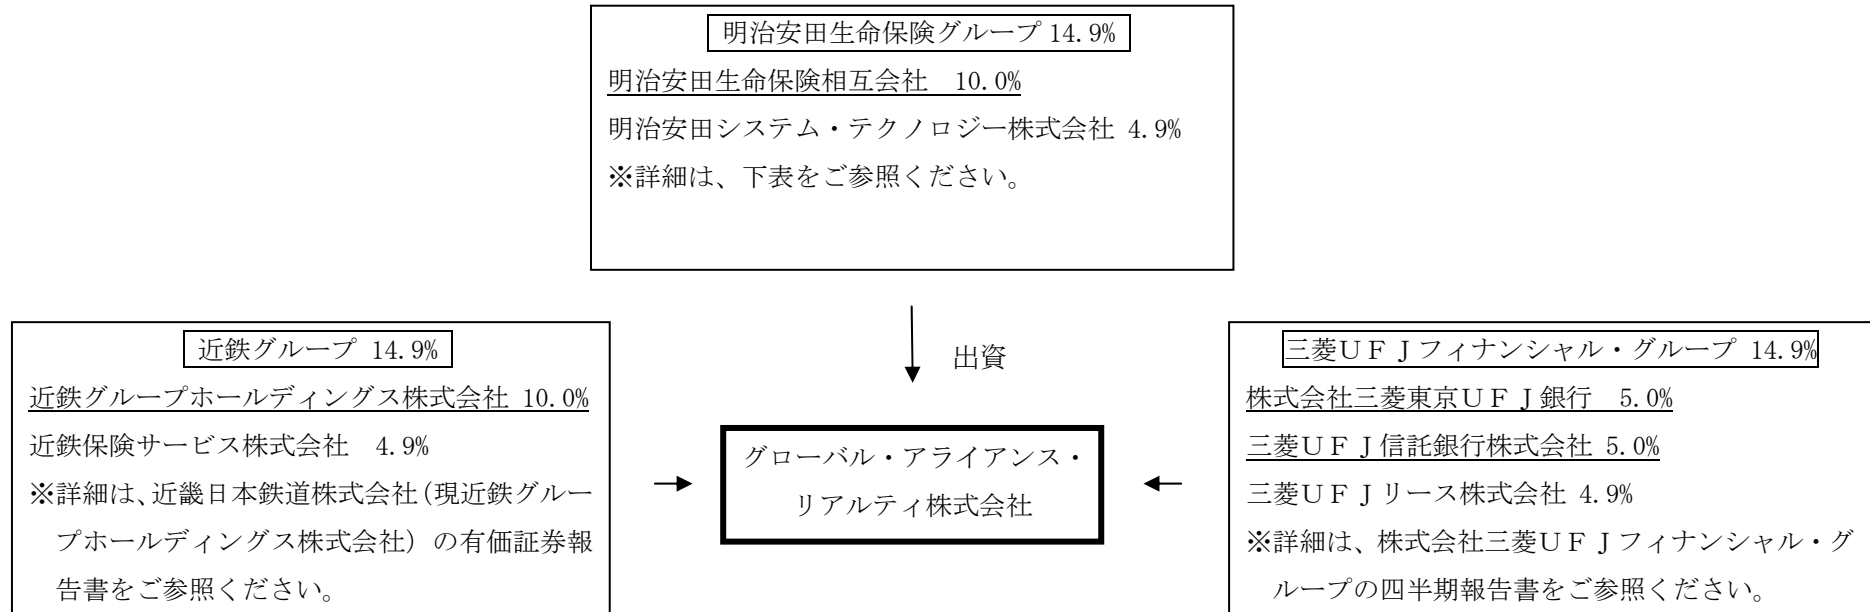 明治安田生命保険グループ 14.9%
明治安田生命保険相互会社　10.0%
明治安田システム・テクノロジー株式会社 4.9%
※詳細は、下表をご参照ください。
近鉄グループ 14.9%
近鉄グループホールディングス株式会社 10.0%
近鉄保険サービス株式会社　4.9%
※詳細は、近畿日本鉄道株式会社(現近鉄グルー
プホールディングス株式会社）の有価証券報
告書をご参照ください。
出資
グローバル・アライアンス・
リアルティ株式会社
三菱ＵＦＪフィナンシャル・グループ 14.9%
株式会社三菱東京ＵＦＪ銀行　5.0%
三菱ＵＦＪ信託銀行株式会社 5.0%
三菱ＵＦＪリース株式会社 4.9%
※詳細は、株式会社三菱ＵＦＪフィナンシャル・グ
ループの四半期報告書をご参照ください。